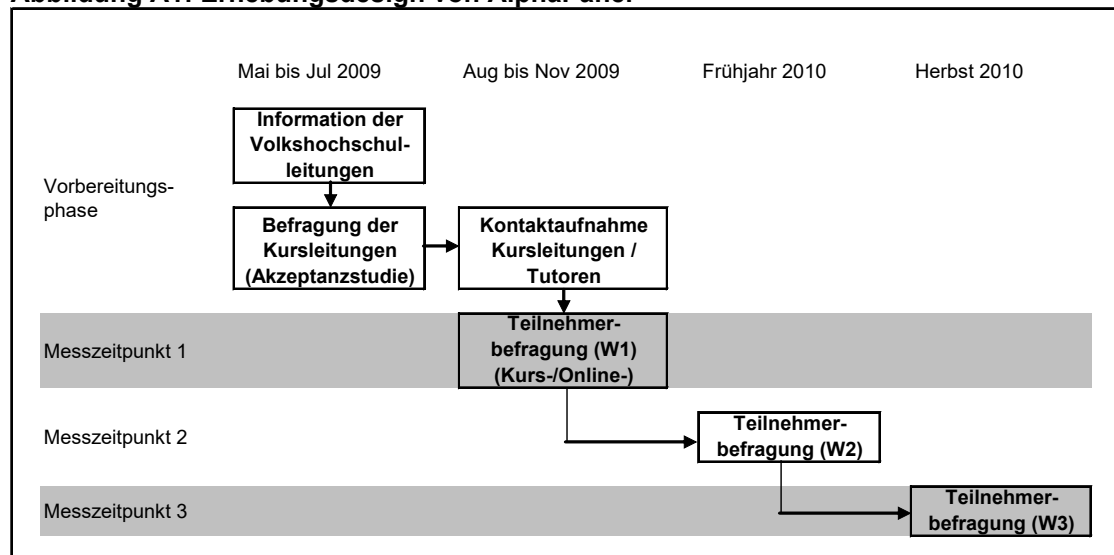 Abbildung A1: Erhebungsdesign von AlphaPanel
Mai bis Jul 2009 Aug bis Nov 2009 Frühjahr 2010 Herbst 2010
Information der
Volkshochschul-
leitungen
Vorbereitungs-
phase
Befragung der
Kursleitungen
(Akzeptanzstudie)
Kontaktaufnahme
Kursleitungen /
Tutoren
Messzeitpunkt 1
Teilnehmer-
befragung (W1)
(Kurs-/Online-)
Messzeitpunkt 2
Teilnehmer-
befragung (W2)
Messzeitpunkt 3
Teilnehmer-
befragung (W3)